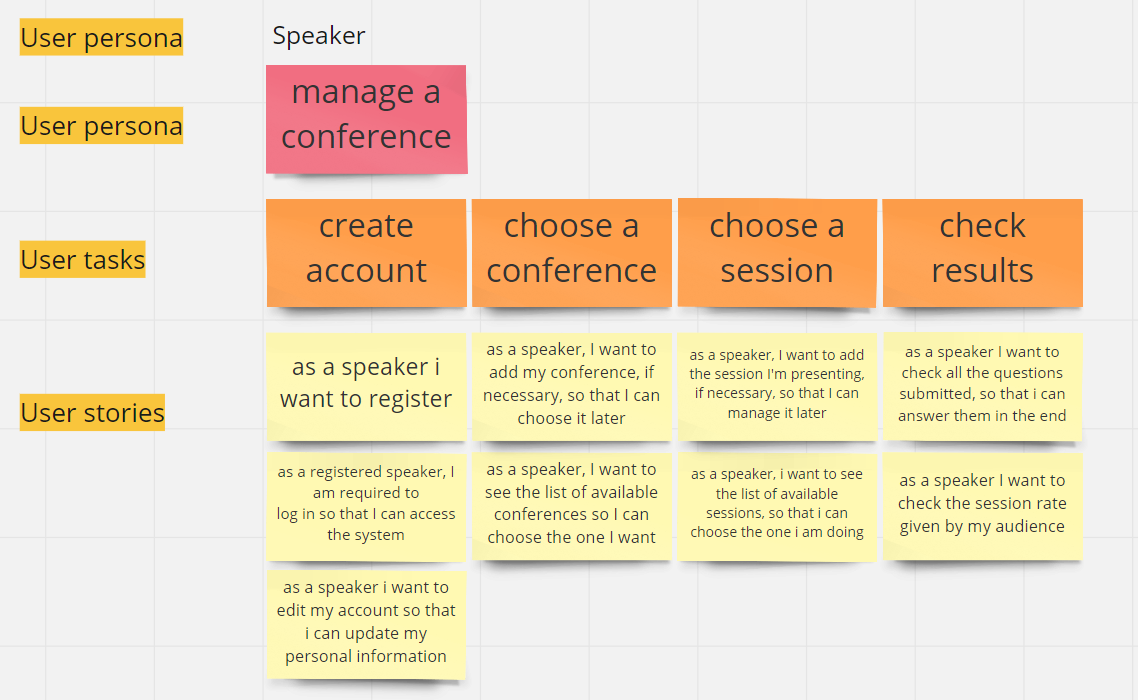 User persona
Speaker
User persona
manage a
conference
User tasks
create
account
choose a
conference
choose a
session
check
results
User stories
as a speaker i
want to register
as a speaker, I want to
add my conference, if
necessary, so that I can
choose it later
as a speaker, I want to add
the session I'm presenting,
if necessary, so that I can
manage it later
as a speaker I want to
check all the questions
submitted, so that i can
answer them in the end
as a registered speaker, I
am required to
log in so that I can access
the system
as a speaker, I want to
see the list of available
conferences so I can
choose the one I want
as a speaker, i want to see
the list of available
sessions, so that i can
choose the one i am doing
as a speaker I want to
check the session rate
given by my audience
as a speaker i want to
edit my account so that
i can update my
personal information